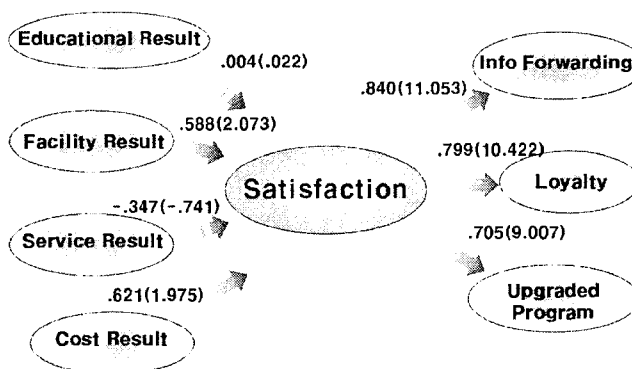 Educational Result
.004(.022)
Info Forwarding
.840(11.053)
Facility Result
.588(2.073)
.799(10.422)
Satisfaction
Loyalty
-.347(-.741)
Service Result
.705(9.007)
.621(1.975)
Upgraded
Program
Cost Result